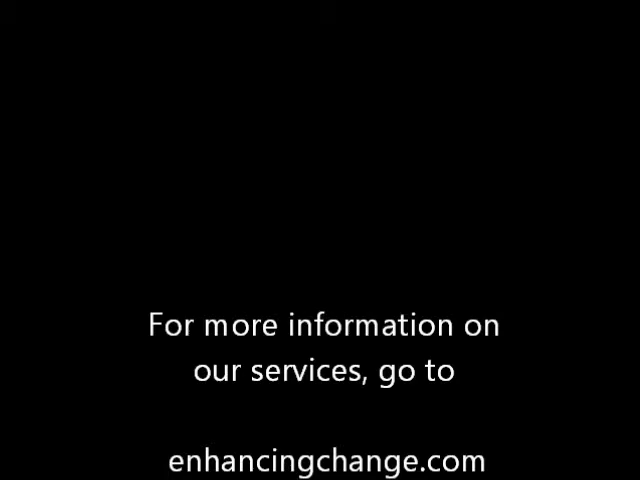 For more information on
our services, go to
enhancingchange.com